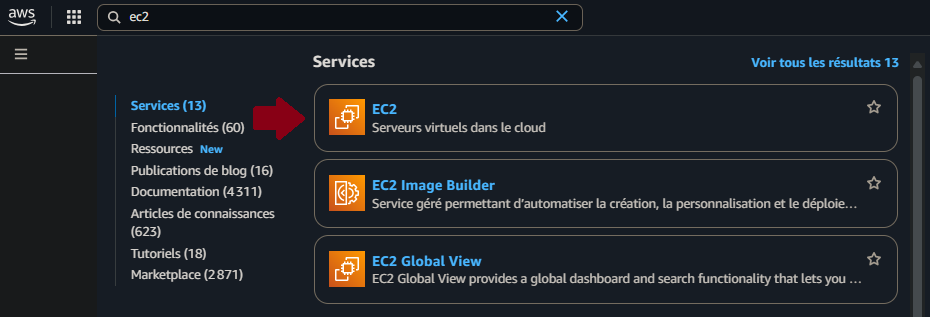 aws
ec2
Services
Voir tous les résultats 13
Services (13)
Fonctionnalités (60)
Ressources New
Publications de blog (16)
Documentation (4 311)
Articles de connaissances
(623)
Tutoriels (18)
Marketplace (2 871)
EC2
Serveurs virtuels dans le cloud
EC2 Image Builder
Service géré permettant d’automatiser la création, la personnalisation et le déploie…
EC2 Global View
EC2 Global View provides a global dashboard and search functionality that lets you …